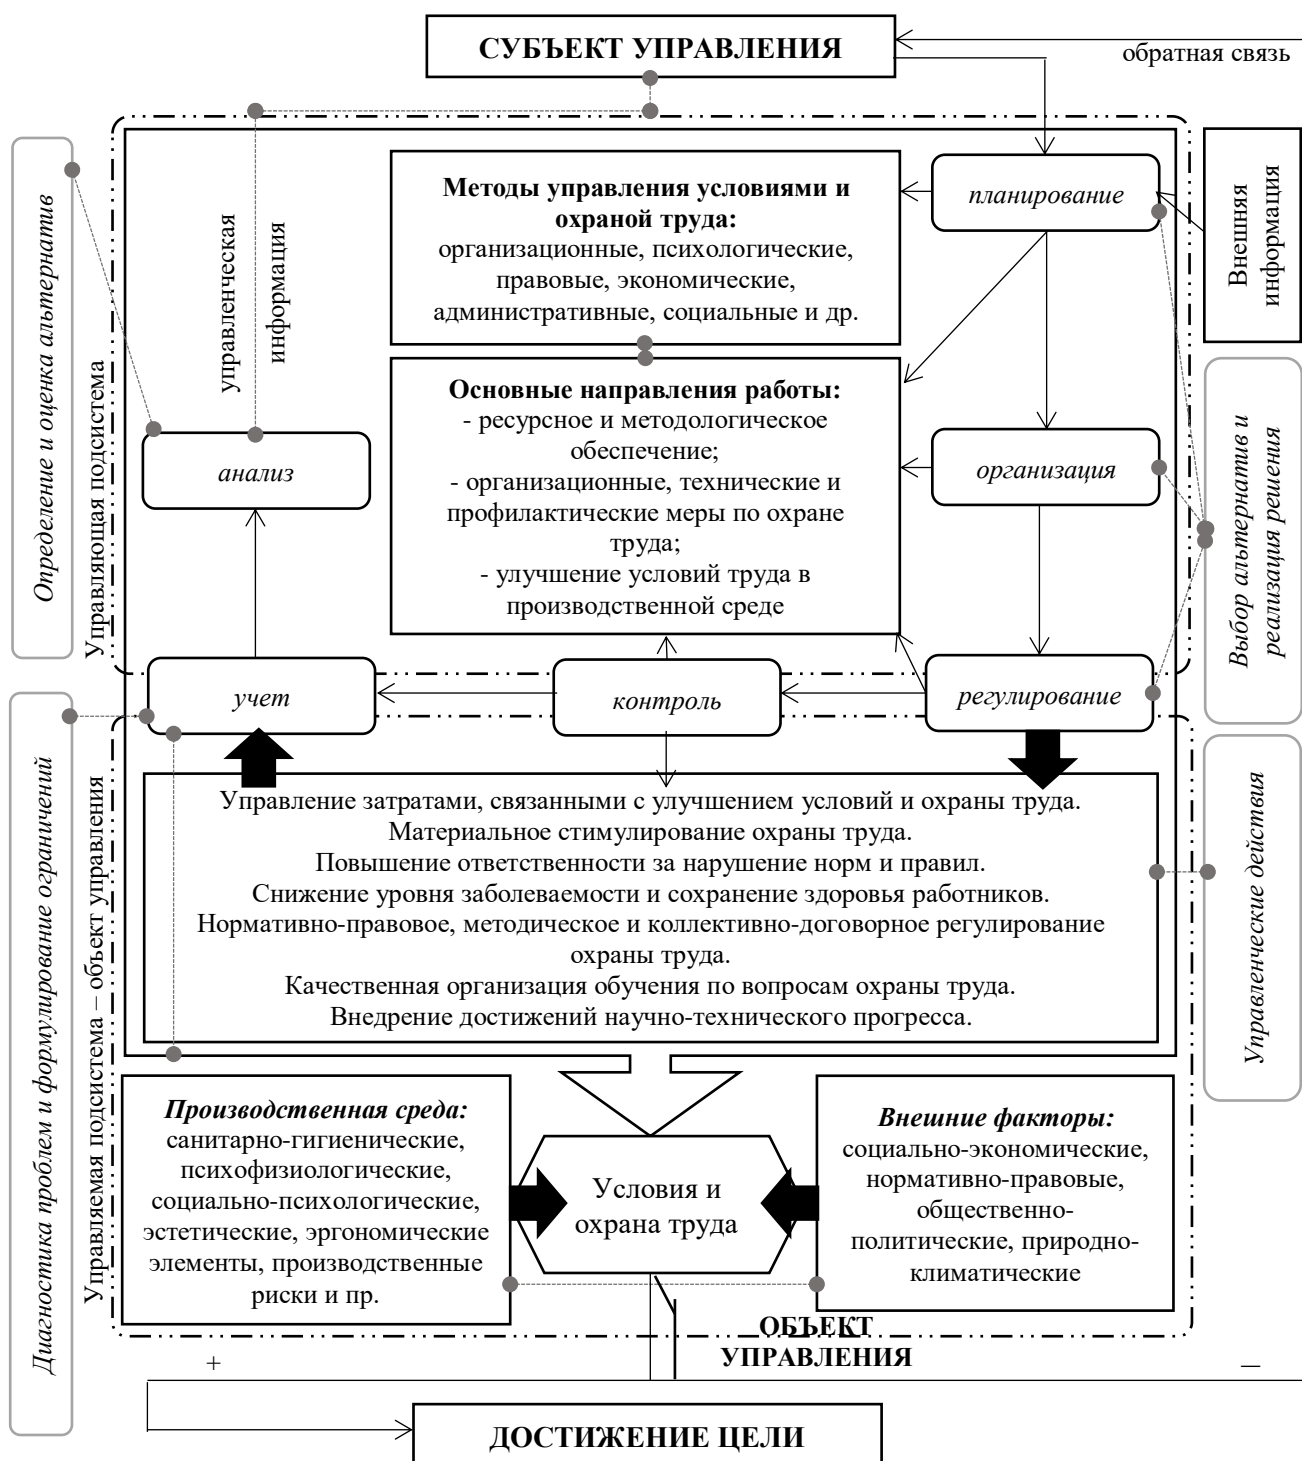 СУБЪЕКТ УПРАВЛЕНИЯ
обратная связь
Определение и оценка альтернатив
Управляющая подсистема
управленческая
информация
Методы управления условиями и
охраной труда:
организационные, психологические,
правовые, экономические,
административные, социальные и др.
планирование
Внешняя
информация
Основные направления работы:
- ресурсное и методологическое
обеспечение;
- организационные, технические и
профилактические меры по охране
труда;
- улучшение условий труда в
производственной среде
анализ
организация
Выбор альтернатив и
реализация решения
учет
контроль
регулирование
Диагностика проблем и формулирование ограничений
Управляемая подсистема – объект управления
Управление затратами, связанными с улучшением условий и охраны труда.
Материальное стимулирование охраны труда.
Повышение ответственности за нарушение норм и правил.
Снижение уровня заболеваемости и сохранение здоровья работников.
Нормативно-правовое, методическое и коллективно-договорное регулирование
охраны труда.
Качественная организация обучения по вопросам охраны труда.
Внедрение достижений научно-технического прогресса.
Управленческие действия
Производственная среда:
санитарно-гигиенические,
психофизиологические,
социально-психологические,
эстетические, эргономические
элементы, производственные
риски и пр.
Условия и
охрана труда
Внешние факторы:
социально-экономические,
нормативно-правовые,
общественно-
политические, природно-
климатические
ОБЪЕКТ
УПРАВЛЕНИЯ
+
—
ДОСТИЖЕНИЕ ЦЕЛИ